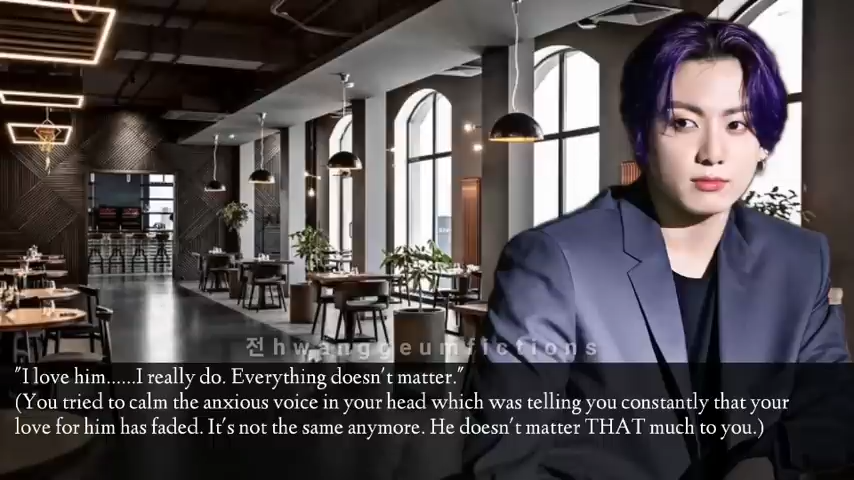 전hwanggeumfictions
"I love him......I really do. Everything doesn't matter."
(You tried to calm the anxious voice in your head which was telling you constantly that your
love for him has faded. It's not the same anymore. He doesn't matter THAT much to you.)